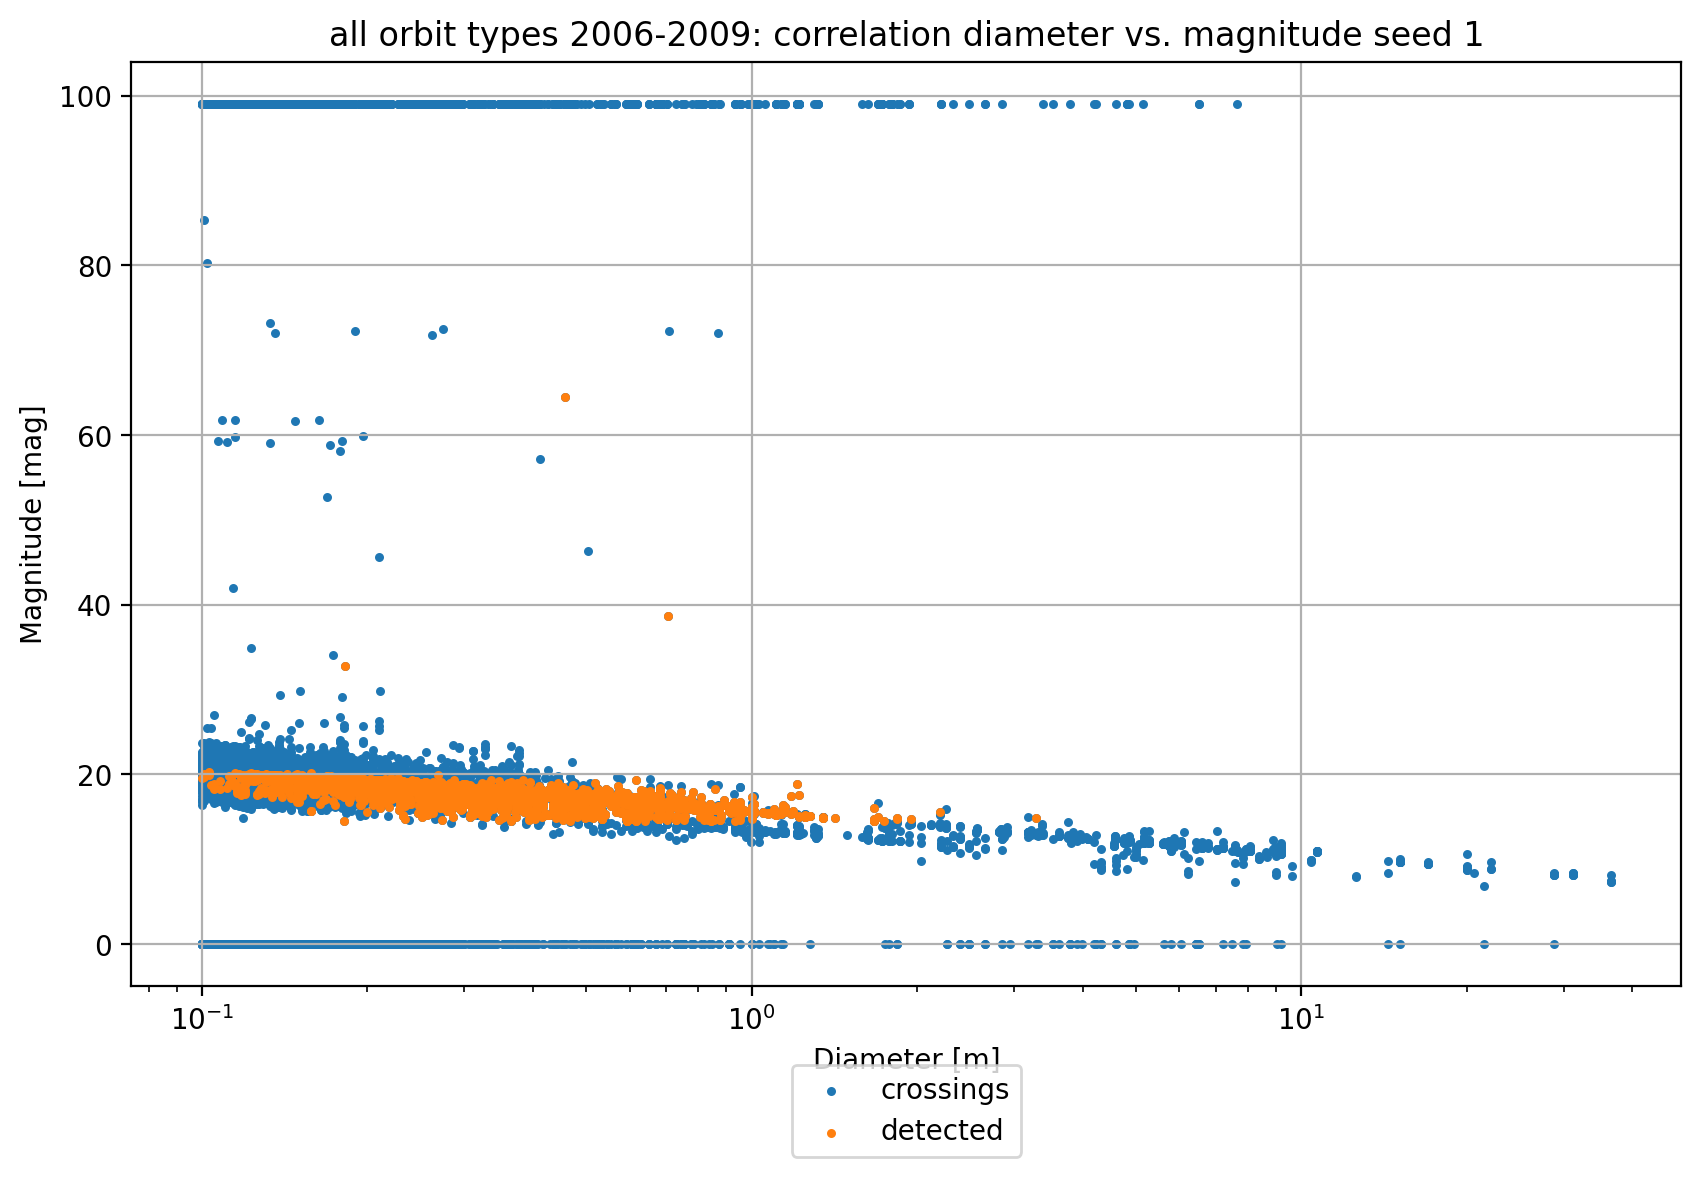 all orbit types 2006-2009: correlation diameter vs. magnitude seed 1
Magnitude [mag]
100
80
60
40
20
0
10⁻¹
10⁰
10¹
Diameter [m]
crossings
detected